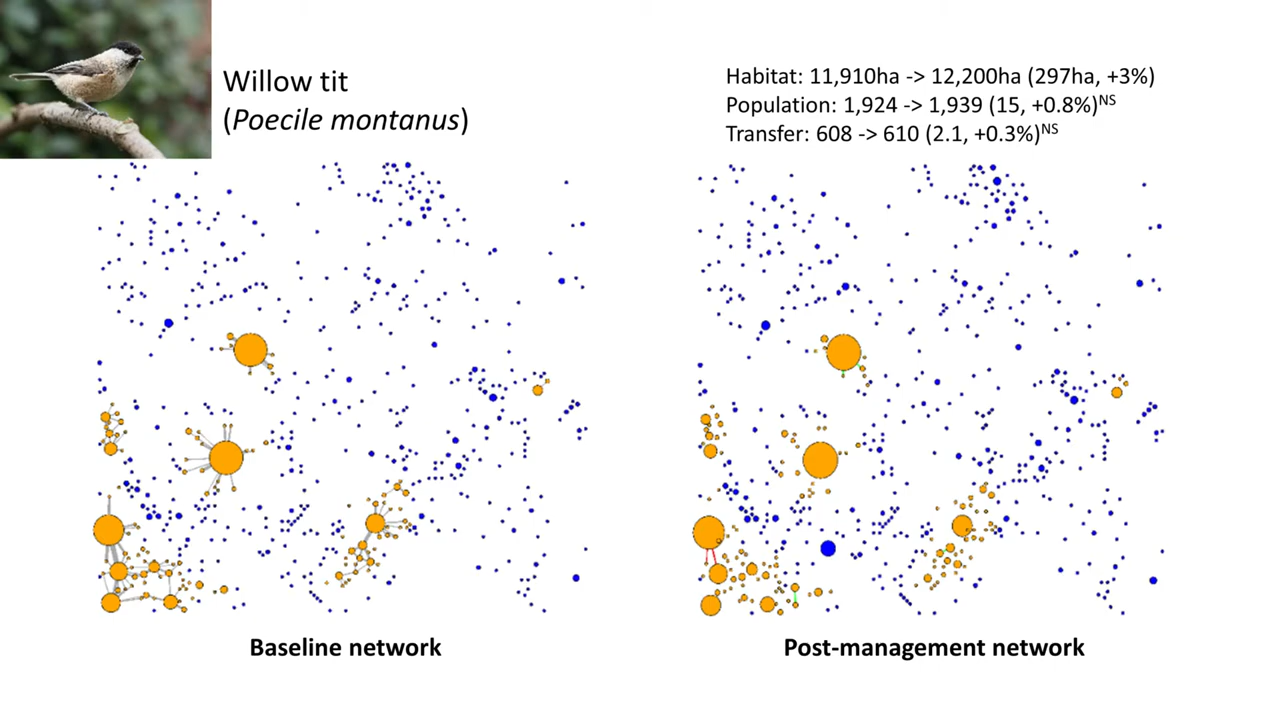 Willow tit
(Poecile montanus)
Habitat: 11,910ha -> 12,200ha (297ha, +3%)
Population: 1,924 -> 1,939 (15, +0.8%)NS
Transfer: 608 -> 610 (2.1, +0.3%)NS
Baseline network
Post-management network